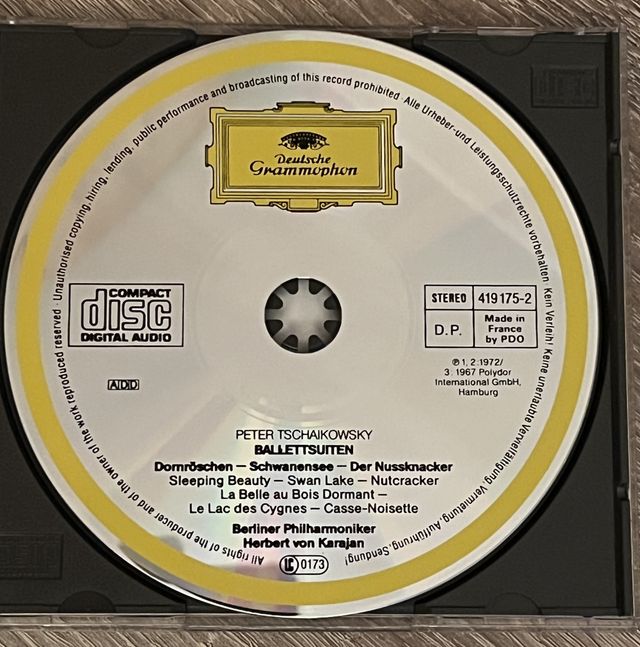 Unauthorised copying, hiring, lending, public performance and broadcasting of this record prohibited. Alle Urheber-und Leistungsschutzrechte vorbehalten. Kein Verleih! Keine unerlaubte Vervielfältigung, Vermietung, Aufführung, Sendung!
Deutsche
Grammophon
COMPACT
disc
DIGITAL AUDIO
STEREO 419 175-2
D.P. Made in
France
by PDO
ADD
℗ 1, 2: 1972/
3: 1967 Polydor
International GmbH,
Hamburg
PETER TSCHAIKOWSKY
BALLETTSUITEN
Dornröschen – Schwanensee – Der Nussknacker
Sleeping Beauty – Swan Lake – Nutcracker
La Belle au Bois Dormant –
Le Lac des Cygnes – Casse-Noisette
Berliner Philharmoniker
Herbert von Karajan
LC 0173
All rights of the producer and of the owner of the work reproduced reserved ·